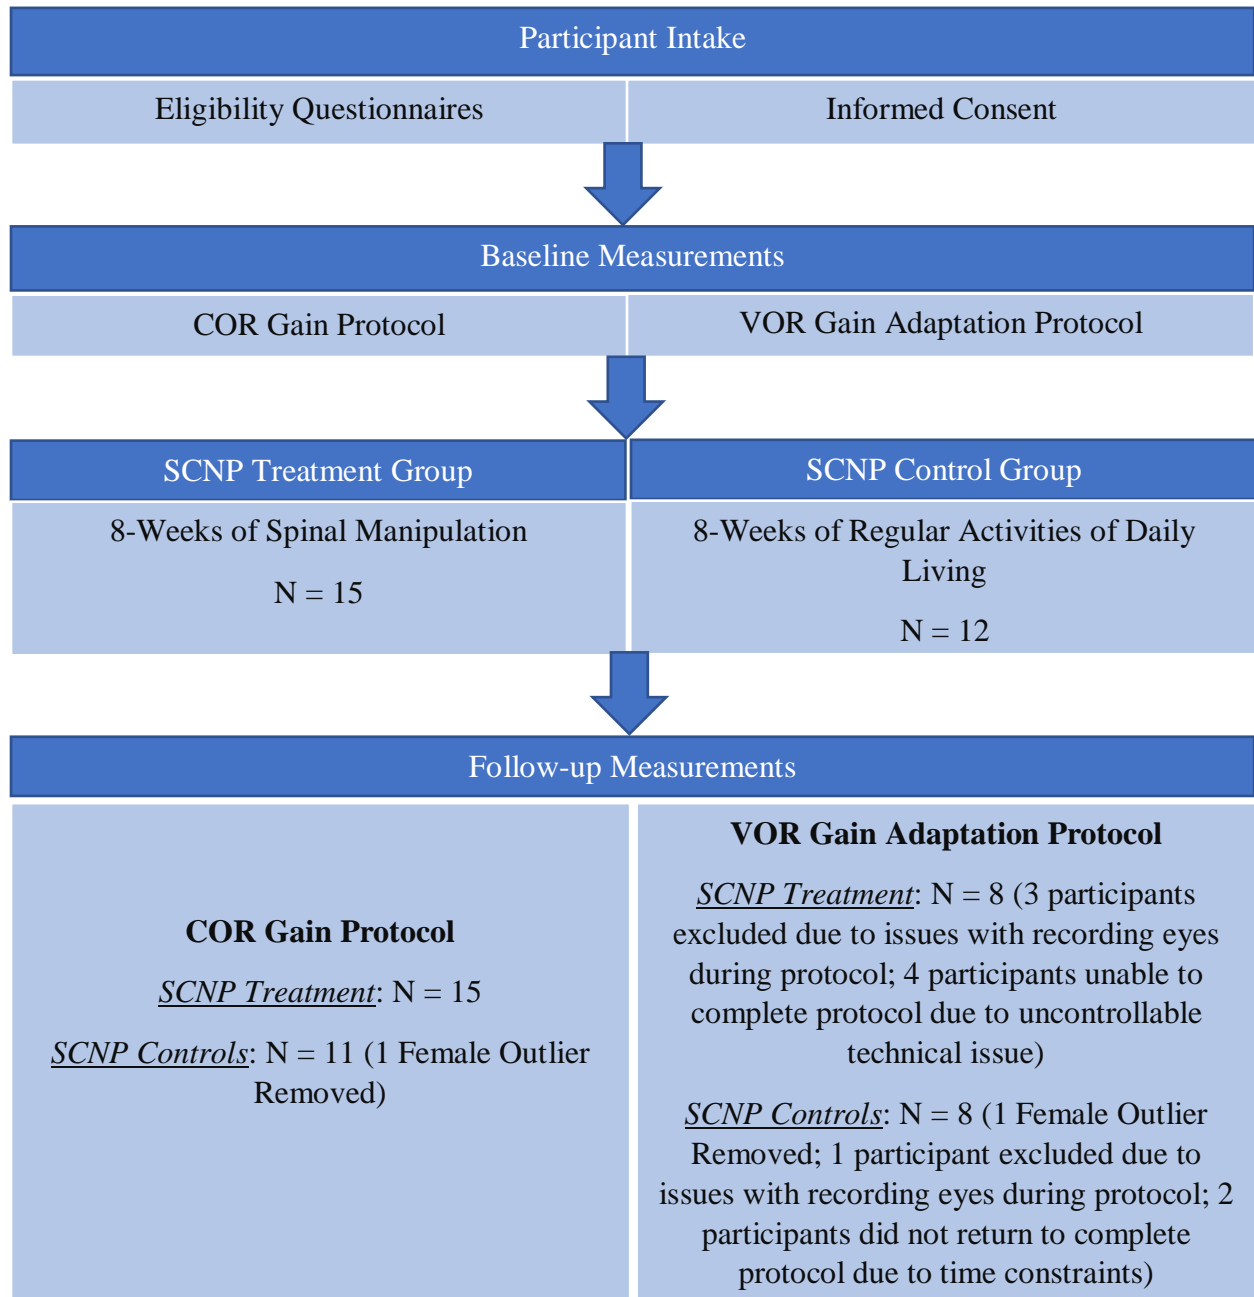 Participant Intake
Eligibility Questionnaires
Informed Consent
Baseline Measurements
COR Gain Protocol
VOR Gain Adaptation Protocol
SCNP Treatment Group
SCNP Control Group
8-Weeks of Spinal Manipulation
N = 15
8-Weeks of Regular Activities of Daily
Living
N = 12
Follow-up Measurements
COR Gain Protocol
SCNP Treatment: N = 15
SCNP Controls: N = 11 (1 Female Outlier
Removed)
VOR Gain Adaptation Protocol
SCNP Treatment: N = 8 (3 participants
excluded due to issues with recording eyes
during protocol; 4 participants unable to
complete protocol due to uncontrollable
technical issue)
SCNP Controls: N = 8 (1 Female Outlier
Removed; 1 participant excluded due to
issues with recording eyes during protocol; 2
participants did not return to complete
protocol due to time constraints)